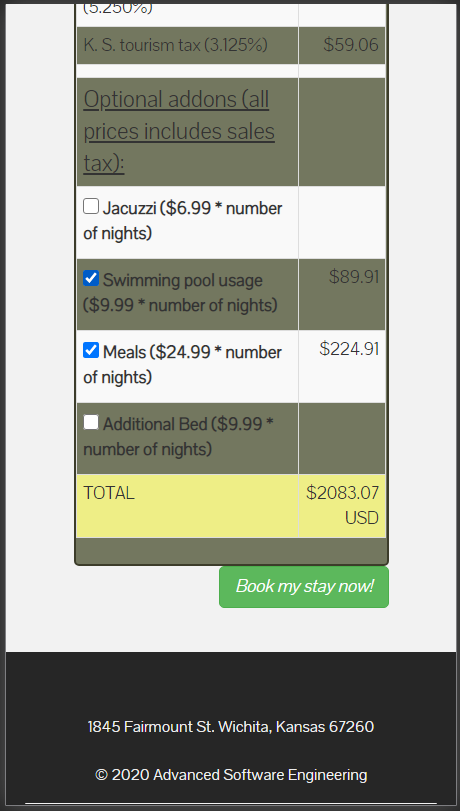 (5.250%)
K. S. tourism tax (3.125%) $59.06
Optional addons (all
prices includes sales
tax):
Jacuzzi ($6.99 * number
of nights)
Swimming pool usage $89.91
($9.99 * number of nights)
Meals ($24.99 * number $224.91
of nights)
Additional Bed ($9.99 *
number of nights)
TOTAL $2083.07
USD
Book my stay now!
1845 Fairmount St. Wichita, Kansas 67260
© 2020 Advanced Software Engineering